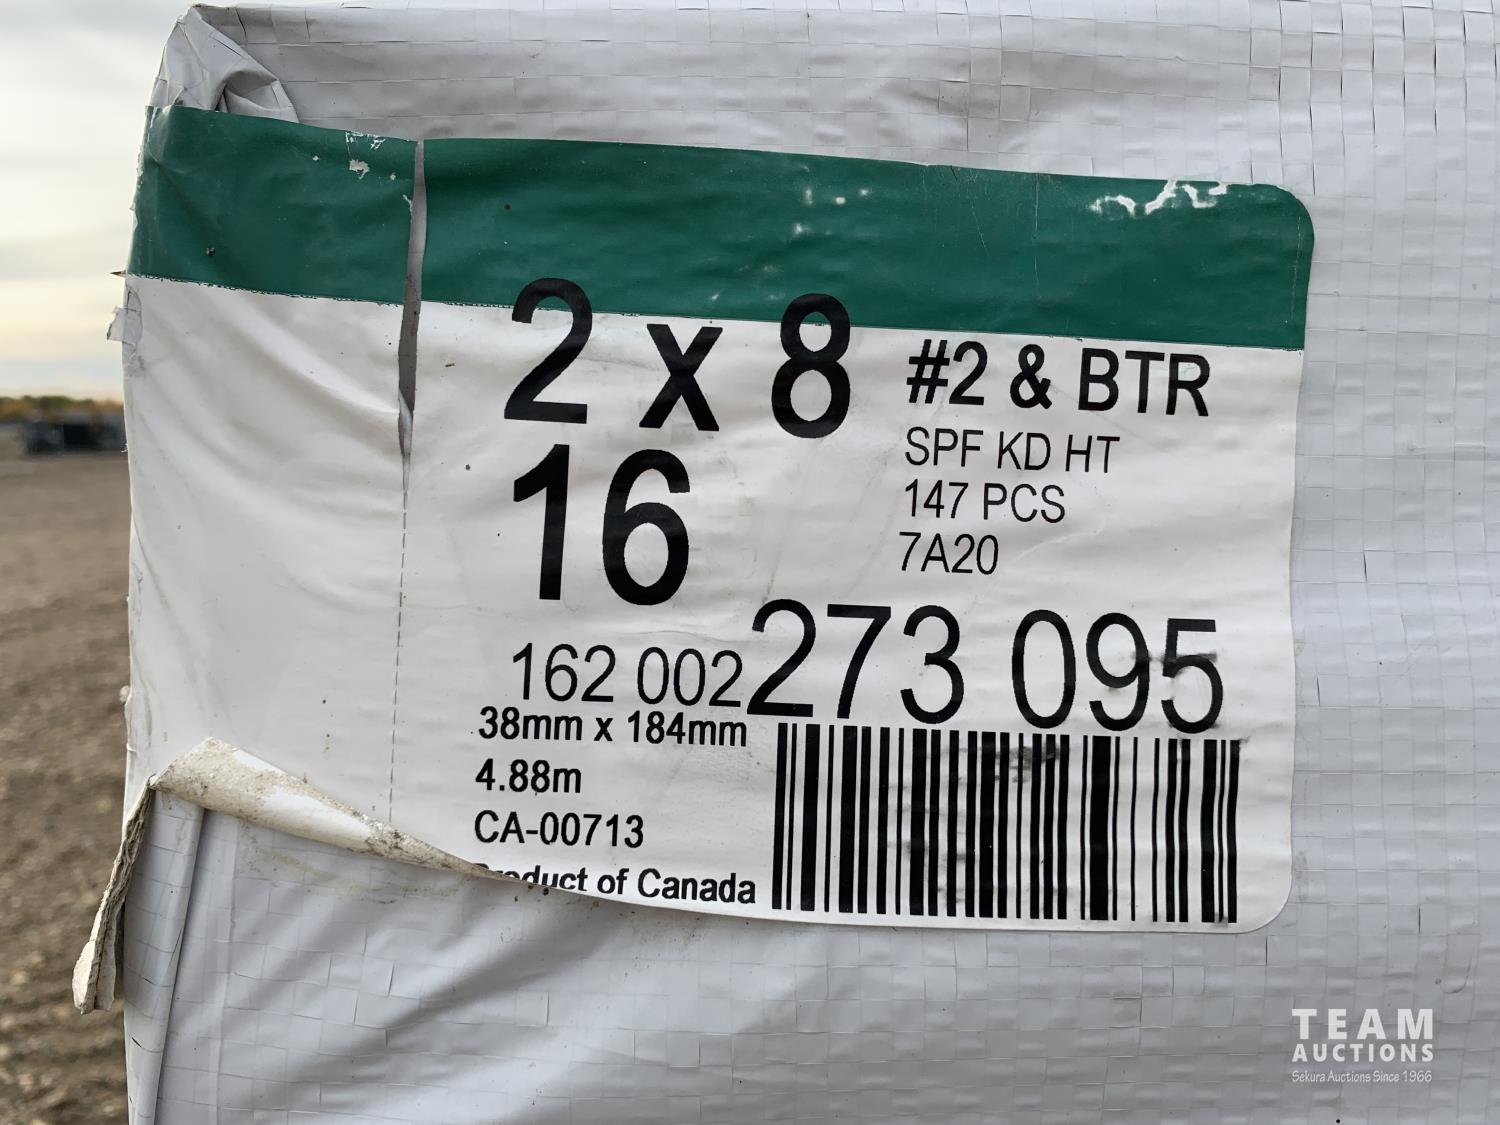 2 x 8
16
#2 & BTR
SPF KD HT
147 PCS
7A20
162 002 273 095
38mm x 184mm
4.88m
CA-00713
Product of Canada
TEAM
AUCTIONS
Sekura Auctions Since 1966